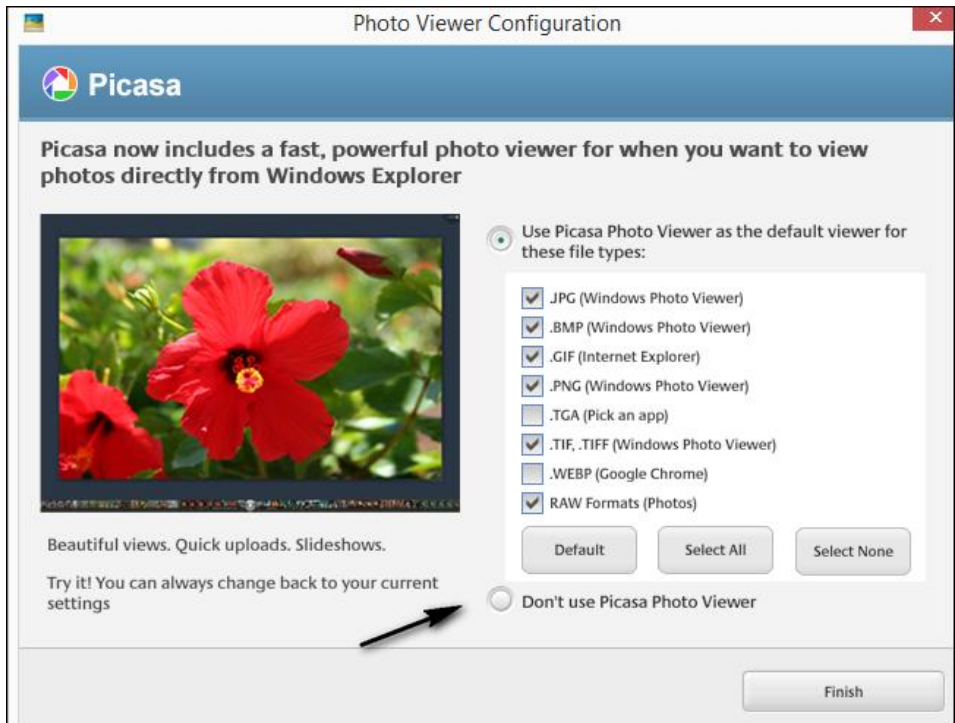 Photo Viewer Configuration
Picasa
Picasa now includes a fast, powerful photo viewer for when you want to view
photos directly from Windows Explorer
Use Picasa Photo Viewer as the default viewer for
these file types:
.JPG (Windows Photo Viewer)
.BMP (Windows Photo Viewer)
.GIF (Internet Explorer)
.PNG (Windows Photo Viewer)
.TGA (Pick an app)
.TIF, .TIFF (Windows Photo Viewer)
.WEBP (Google Chrome)
RAW Formats (Photos)
Default Select All Select None
Beautiful views. Quick uploads. Slideshows.
Try it! You can always change back to your current
settings
Don't use Picasa Photo Viewer
Finish